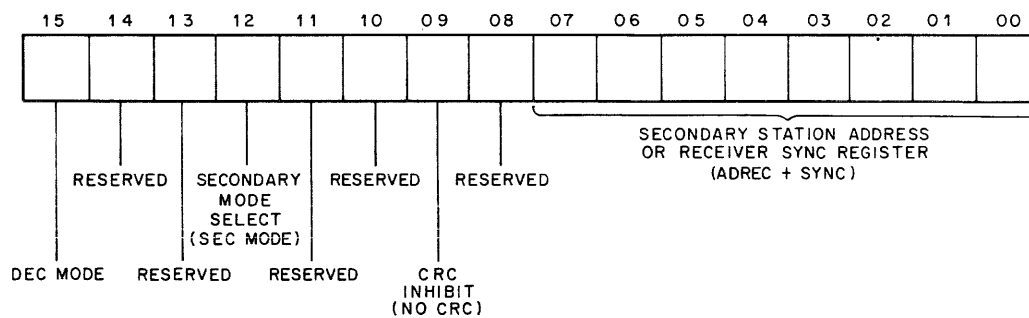 15 14 13 12 11 10 09 08 07 06 05 04 03 02 01 00
SECONDARY STATION ADDRESS
OR RECEIVER SYNC REGISTER
(ADREC + SYNC)
RESERVED
SECONDARY
MODE
SELECT
(SEC MODE)
RESERVED
RESERVED
DEC MODE
RESERVED
RESERVED
CRC
INHIBIT
(NO CRC)